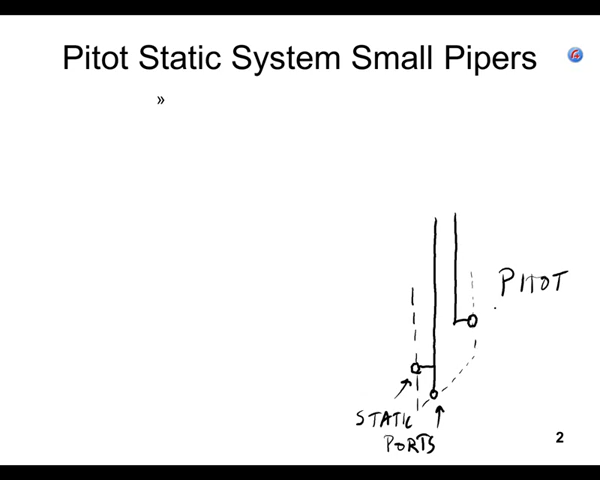 Pitot Static System Small Pipers
»
PITOT
STATIC
PORTS
2